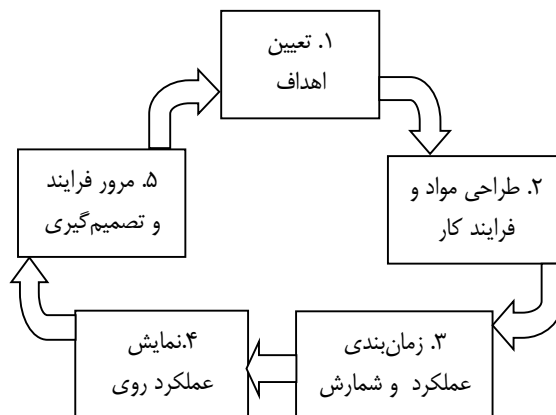 ۱. تعیین
اهداف
۲. طراحی مواد و
فرایند کار
۳. زمان‌بندی
عملکرد و شمارش
۴.نمایش
عملکرد روی
۵. مرور فرایند
و تصمیم‌گیری